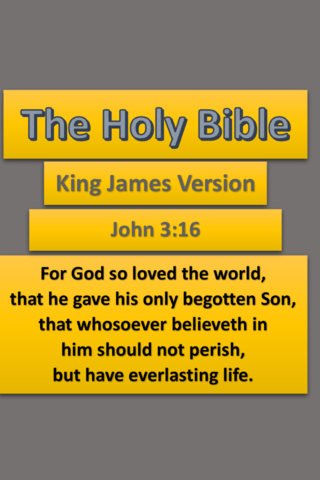 The Holy Bible
King James Version
John 3:16
For God so loved the world,
that he gave his only begotten Son,
that whosoever believeth in
him should not perish,
but have everlasting life.